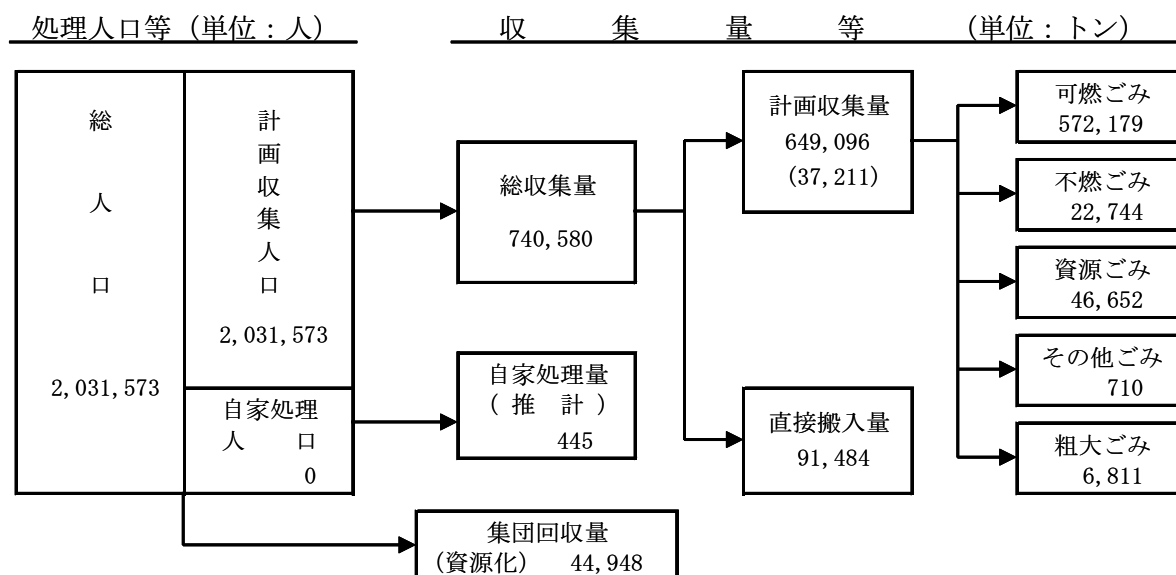 処理人口等（単位：人）
収集量等（単位：トン）
総人口
2,031,573
計画収集人口
2,031,573
自家処理
人口
0
総収集量
740,580
自家処理量
（推計）
445
集団回収量
(資源化) 44,948
計画収集量
649,096
(37,211)
直接搬入量
91,484
可燃ごみ
572,179
不燃ごみ
22,744
資源ごみ
46,652
その他ごみ
710
粗大ごみ
6,811